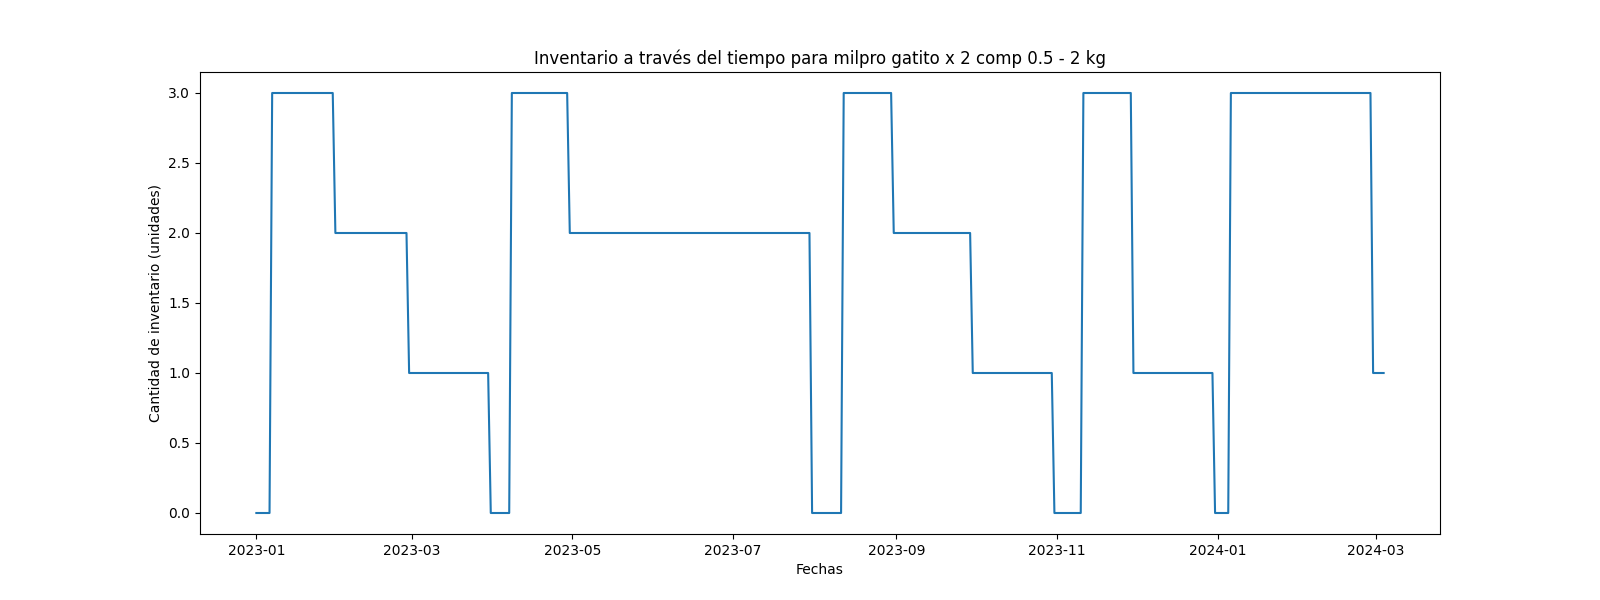 Inventario a través del tiempo para milpro gatito x 2 comp 0.5 - 2 kg
Cantidad de inventario (unidades)
3.0
2.5
2.0
1.5
1.0
0.5
0.0
2023-01 2023-03 2023-05 2023-07 2023-09 2023-11 2024-01 2024-03
Fechas